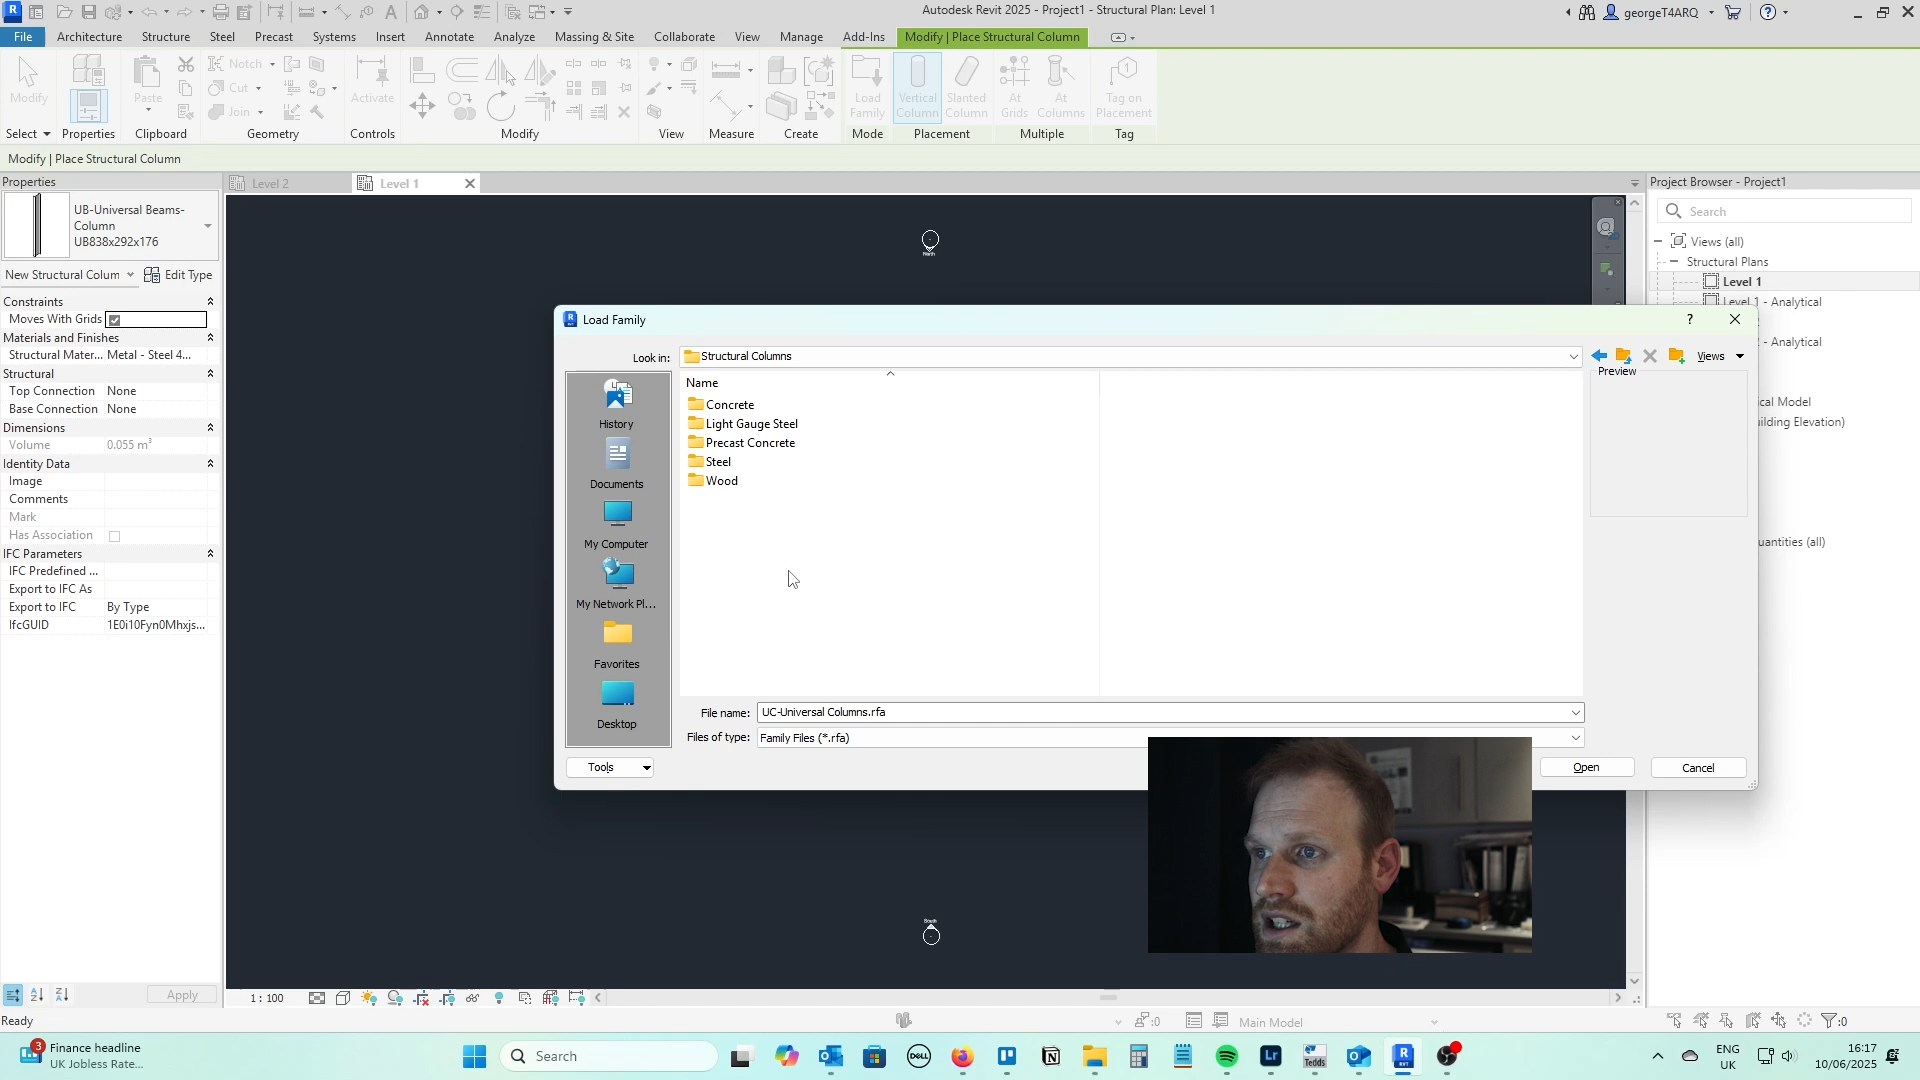 Autodesk Revit 2025 - Project1 - Structural Plan: Level 1
georgeT4ARQ
File Architecture Structure Steel Precast Systems Insert Annotate Analyze Massing & Site Collaborate View Manage Add-Ins Modify | Place Structural Column
Modify
Paste
Notch
Cut
Join
Activate
Load Family
Vertical Column
Slanted Column
At Grids
At Columns
Tag on Placement
Select Properties Clipboard Geometry Controls Modify View Measure Create Mode Placement Multiple Tag
Modify | Place Structural Column
Properties
UB-Universal Beams-Column
UB838x292x176
New Structural Colum
Edit Type
Constraints
Moves With Grids
Materials and Finishes
Structural Mater... Metal - Steel 4...
Structural
Top Connection None
Base Connection None
Dimensions
Volume 0.055 m³
Identity Data
Image
Comments
Mark
Has Association
IFC Parameters
IFC Predefined ...
Export to IFC As
Export to IFC By Type
IfcGUID 1E0i10Fyn0Mhxjs...
Apply
Level 2
Level 1
North
South
Load Family
?
Look in: Structural Columns
Views
Preview
Name
Concrete
Light Gauge Steel
Precast Concrete
Steel
Wood
History
Documents
My Computer
My Network Pl...
Favorites
Desktop
File name: UC-Universal Columns.rfa
Files of type: Family Files (*.rfa)
Tools
Open
Cancel
Project Browser - Project1
Search
Views (all)
Structural Plans
Level 1
Level 1 - Analytical
- Analytical
cal Model
ilding Elevation)
uantities (all)
1 : 100
Ready
:0
Main Model
:0
3
Finance headline
UK Jobless Rate...
Search
DELL
Lr
Tedds
R
ENG
UK
16:17
10/06/2025